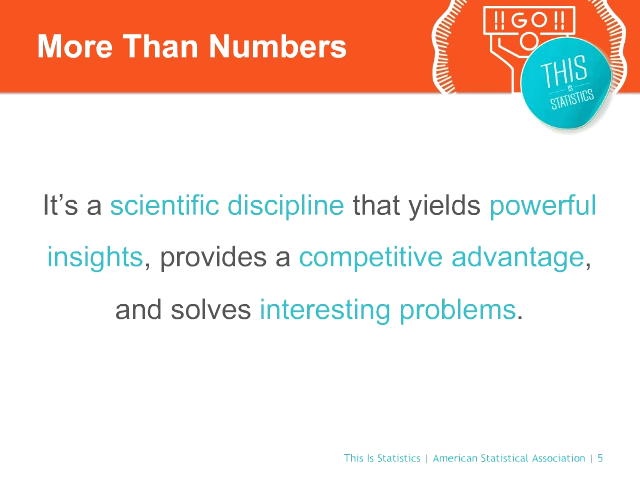 More Than Numbers
!!GO!!
THIS
IS
STATISTICS
It’s a scientific discipline that yields powerful
insights, provides a competitive advantage,
and solves interesting problems.
This Is Statistics | American Statistical Association | 5